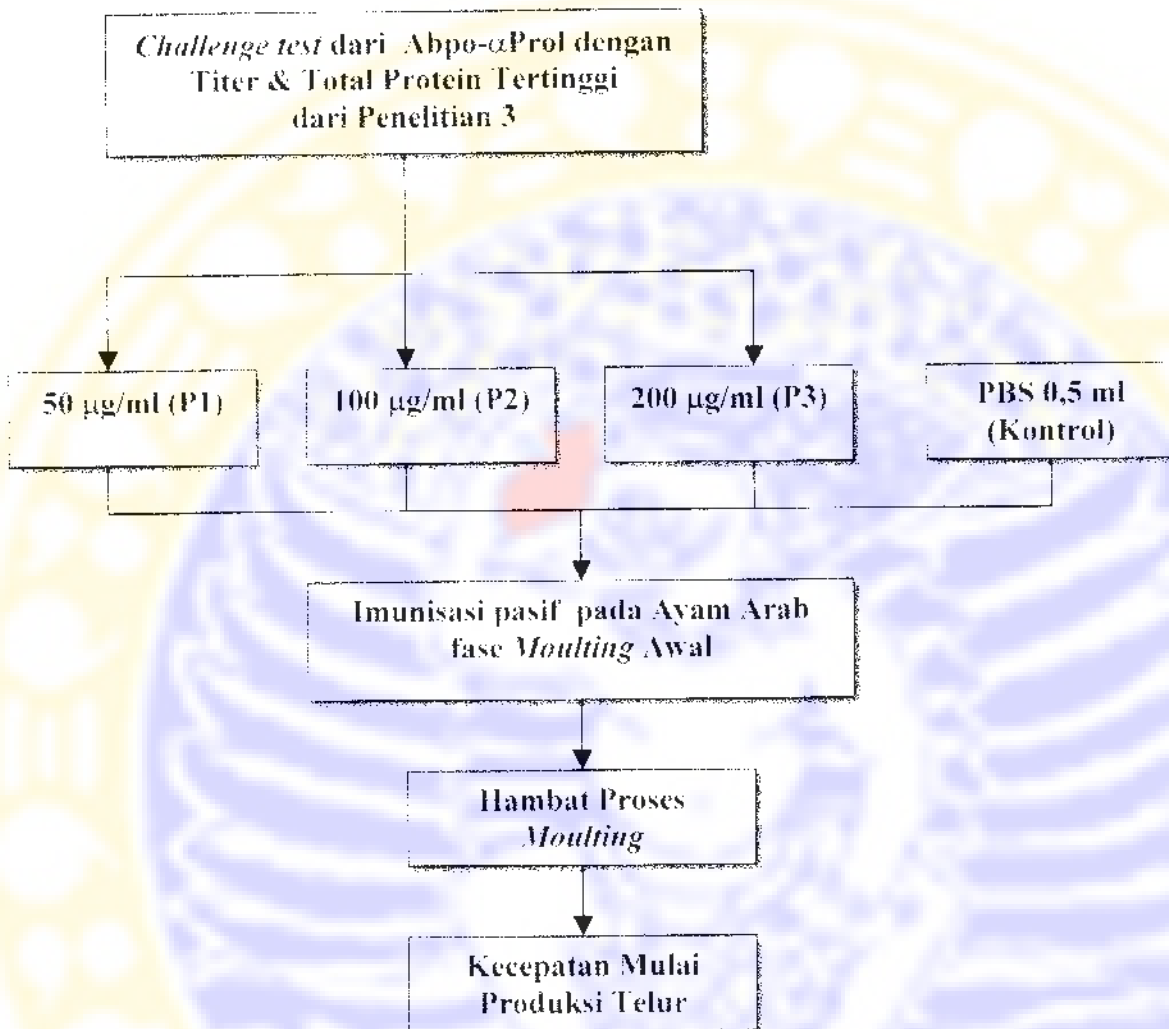 Challenge test dari Abpo-αProl dengan
Titer & Total Protein Tertinggi
dari Penelitian 3
50 µg/ml (P1)
100 µg/ml (P2)
200 µg/ml (P3)
PBS 0,5 ml
(Kontrol)
Imunisasi pasif pada Ayam Arab
fase Moulting Awal
Hambat Proses
Moulting
Kecepatan Mulai
Produksi Telur